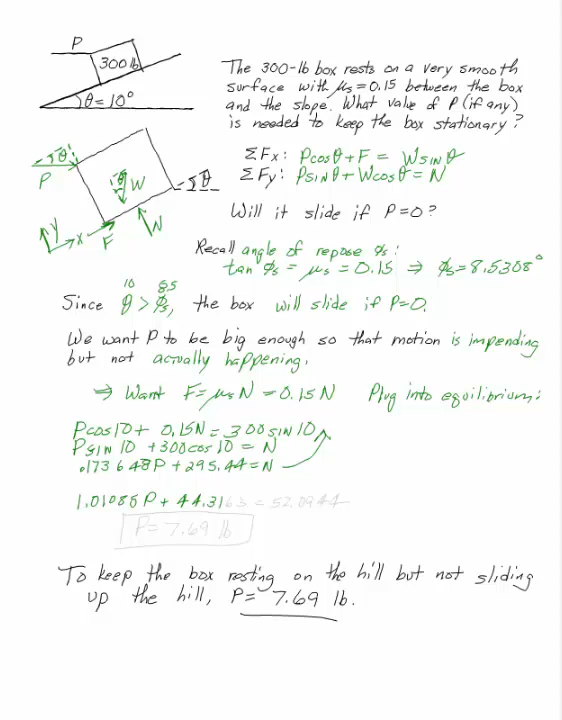 P
300 lb
θ = 10°
The 300-lb box rests on a very smooth
surface with μs = 0.15 between the box
and the slope. What value of P (if any)
is needed to keep the box stationary?
θ
P
θ W
θ
N
F
y
x
ΣFx: Pcosθ + F = Wsinθ
ΣFy: Psinθ + Wcosθ = N
Will it slide if P=0?
Recall angle of repose φs:
tan φs = μs = 0.15 ⇒ φs = 8.5308°
10 8.5
Since θ > φs, the box will slide if P=0.
We want P to be big enough so that motion is impending
but not actually happening.
⇒ Want F = μsN = 0.15N Plug into equilibrium:
Pcos10 + 0.15N = 300sin10
Psin10 + 300cos10 = N
.173648P + 295.44 = N
1.01085P + 44.3163 = 52.0944
P = 7.69 lb
To keep the box resting on the hill but not sliding
up the hill, P = 7.69 lb.